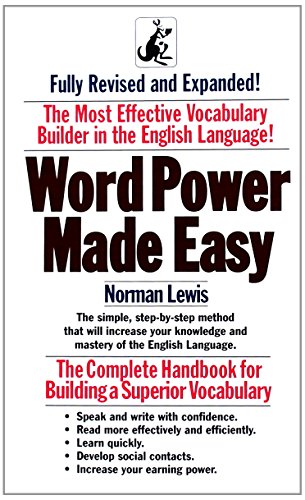 Fully Revised and Expanded!
The Most Effective Vocabulary
Builder in the English Language!
Word Power
Made Easy
Norman Lewis
The simple, step-by-step method
that will increase your knowledge and
mastery of the English Language.
The Complete Handbook for
Building a Superior Vocabulary
• Speak and write with confidence.
• Read more effectively and efficiently.
• Learn quickly.
• Develop social contacts.
• Increase your earning power.